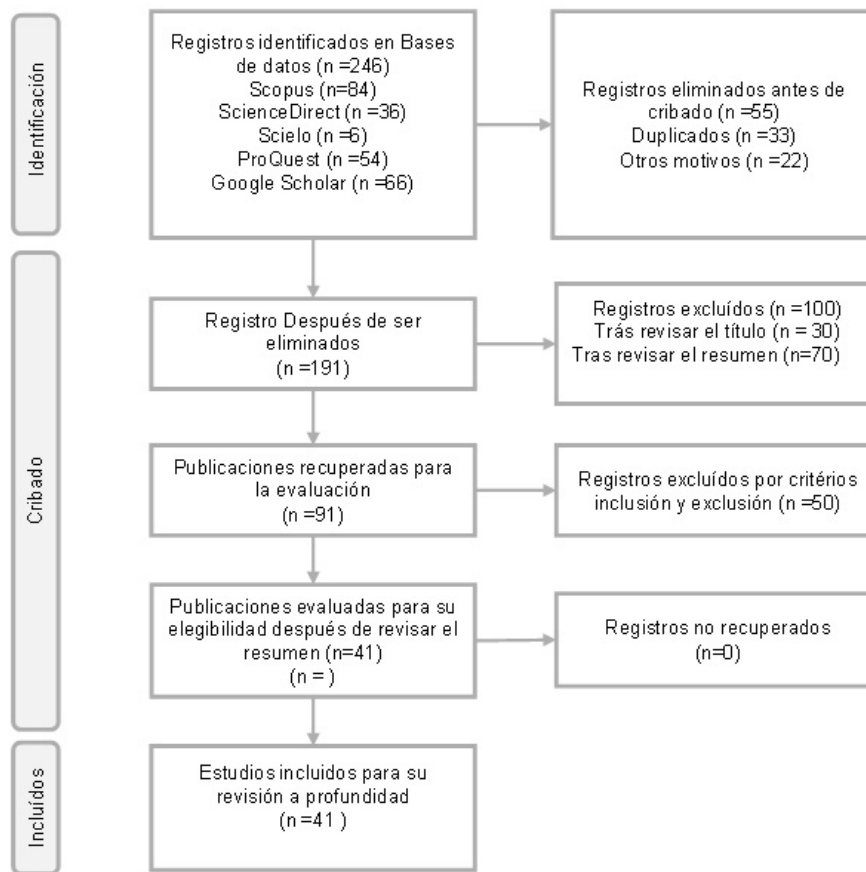 Identificación
Registros identificados en Bases
de datos (n =246)
Scopus (n=84)
ScienceDirect (n =36)
Scielo (n =6)
ProQuest (n =54)
Google Scholar (n =66)
Registros eliminados antes de
cribado (n =55)
Duplicados (n =33)
Otros motivos (n =22)
Cribado
Registro Después de ser
eliminados
(n =191)
Registros excluídos (n =100)
Trás revisar el título (n = 30)
Tras revisar el resumen (n=70)
Publicaciones recuperadas para
la evaluación
(n =91)
Registros excluídos por critérios
inclusión y exclusión (n =50)
Publicaciones evaluadas para su
elegibilidad después de revisar el
resumen (n=41)
(n = )
Registros no recuperados
(n=0)
Incluídos
Estudios incluidos para su
revisión a profundidad
(n =41 )